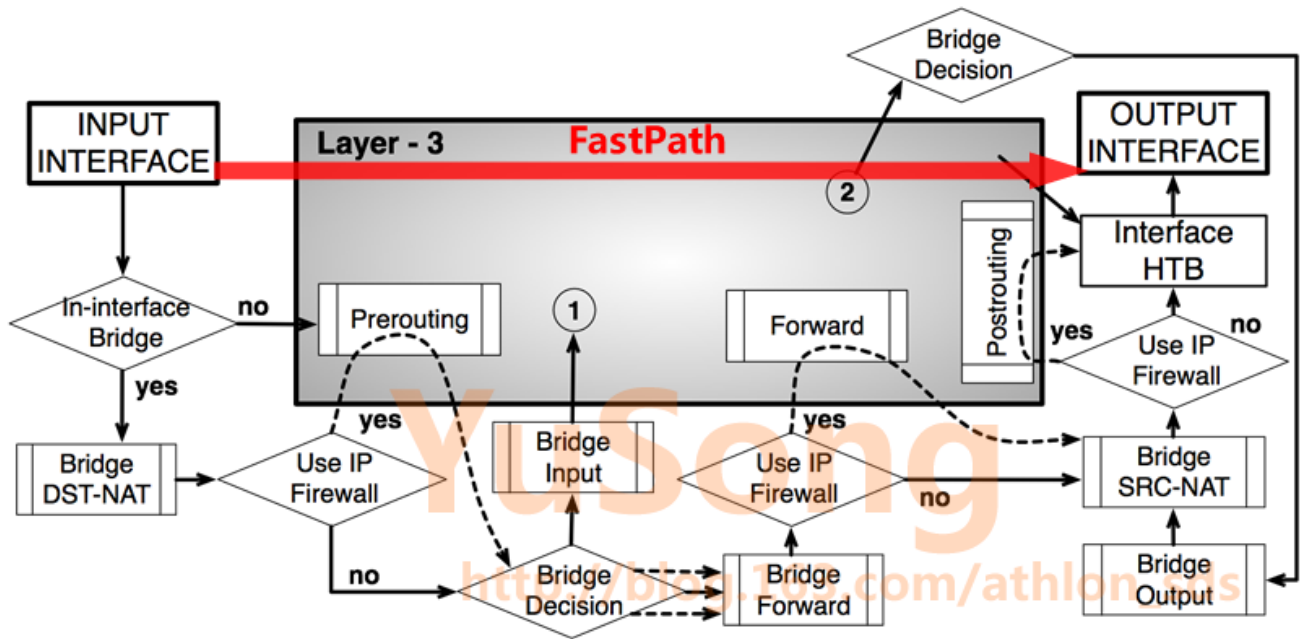 Bridge
Decision
INPUT
INTERFACE
Layer - 3
FastPath
OUTPUT
INTERFACE
2
Interface
HTB
In-interface
Bridge
no
Prerouting
1
Forward
Postrouting
yes
no
Use IP
Firewall
yes
yes
yes
Bridge
DST-NAT
Use IP
Firewall
Bridge
Input
Use IP
Firewall
no
Bridge
SRC-NAT
YuSong
no
Bridge
Decision
Bridge
Forward
Bridge
Output
http://blog.163.com/athlon_sds